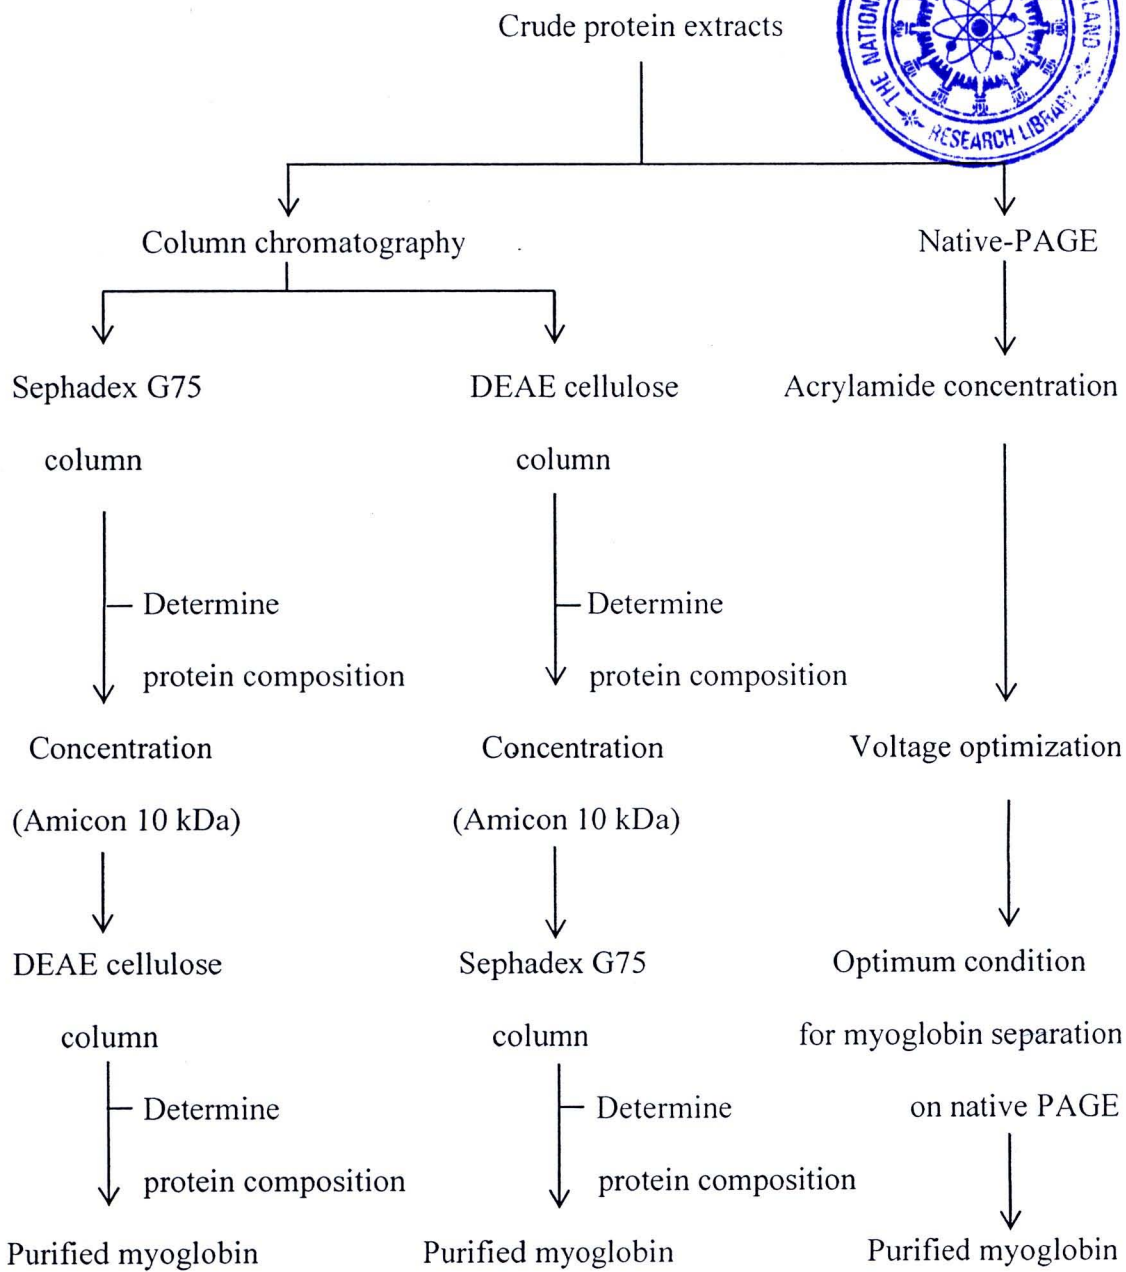 Crude protein extracts
THE NATION
LAND
RESEARCH LIBRARY
Column chromatography
Native-PAGE
Sephadex G75
DEAE cellulose
Acrylamide concentration
column
column
Determine
Determine
protein composition
protein composition
Concentration
Concentration
Voltage optimization
(Amicon 10 kDa)
(Amicon 10 kDa)
DEAE cellulose
Sephadex G75
Optimum condition
column
column
for myoglobin separation
Determine
Determine
on native PAGE
protein composition
protein composition
Purified myoglobin
Purified myoglobin
Purified myoglobin